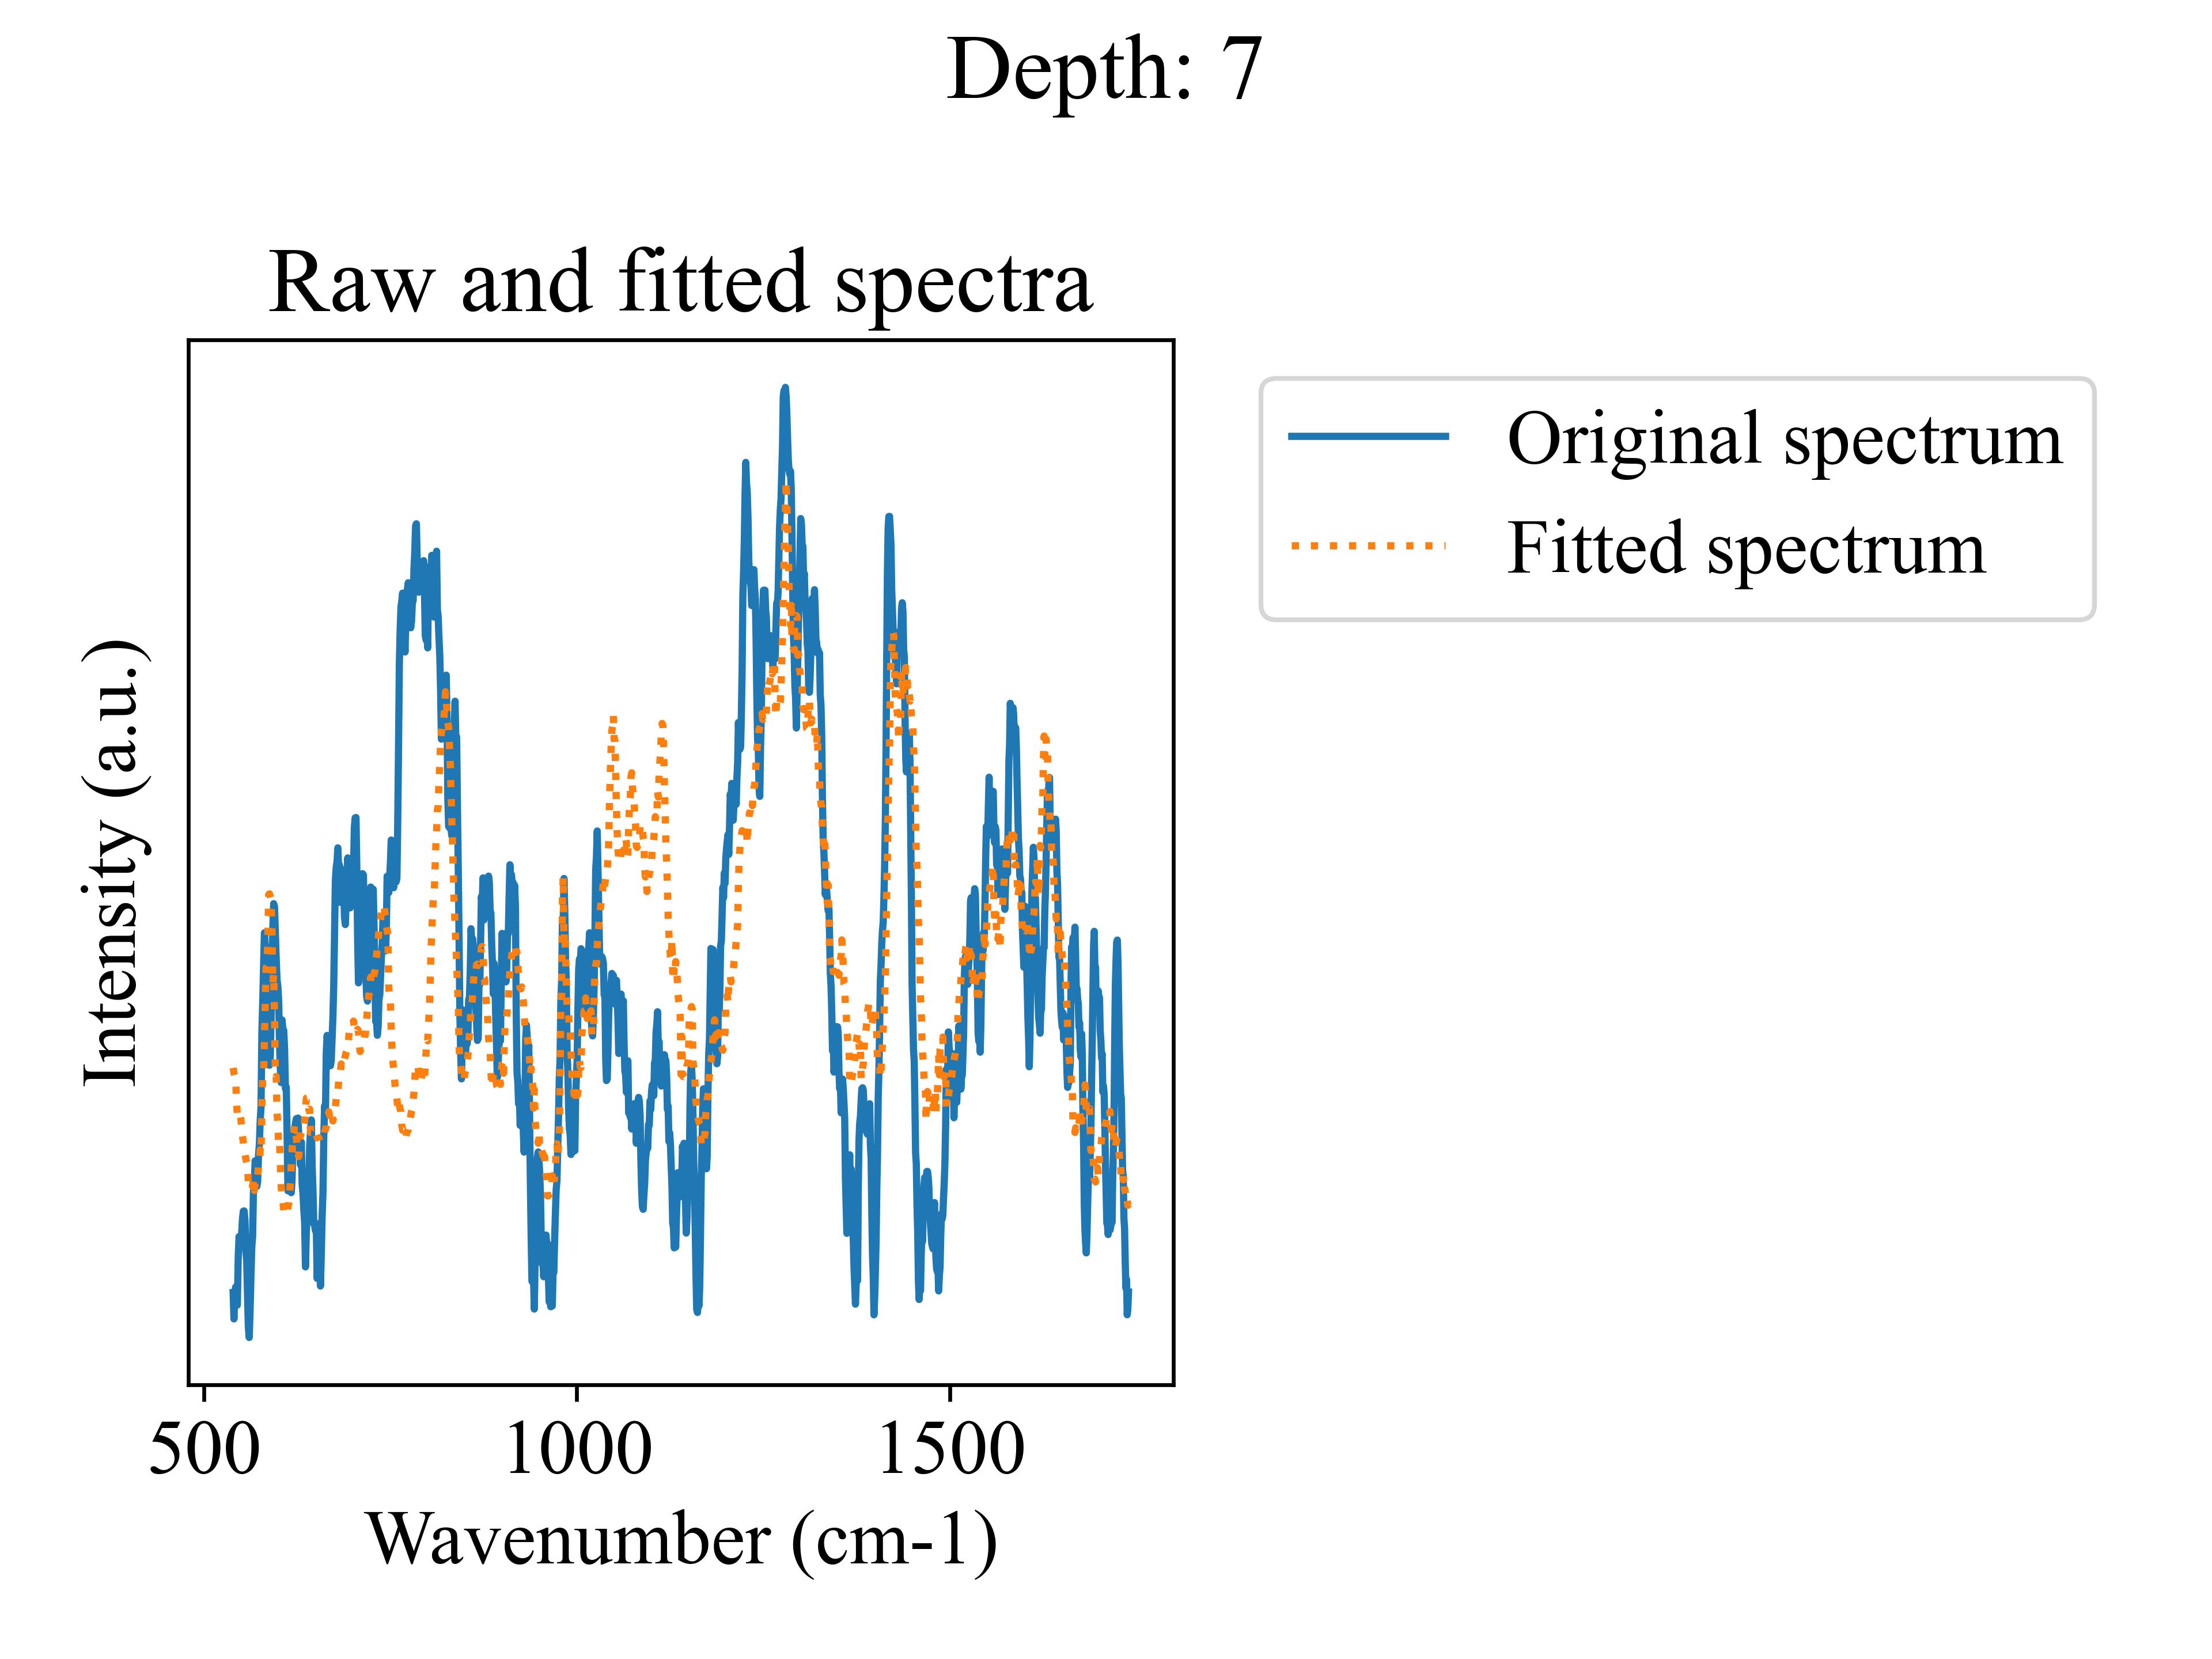 Depth: 7
Raw and fitted spectra
Original spectrum
Fitted spectrum
Intensity (a.u.)
500
1000
1500
Wavenumber (cm-1)